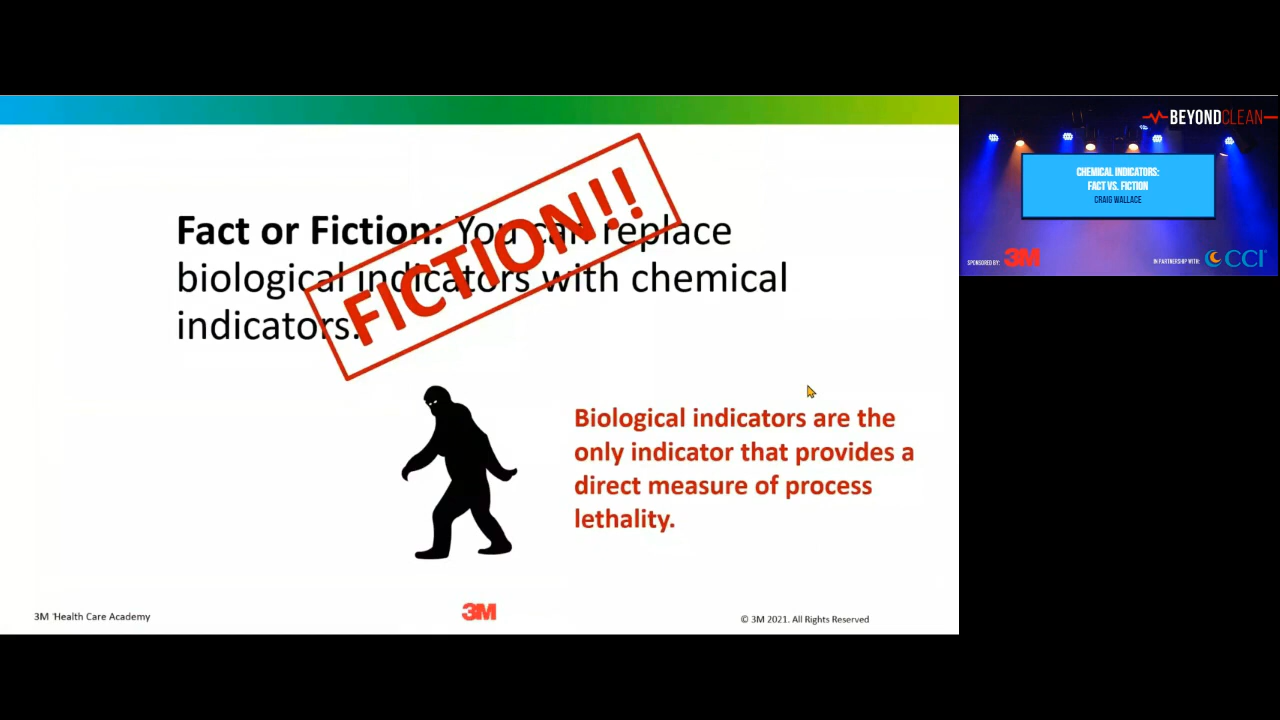 Fact or Fiction: You can replace
biological indicators with chemical
indicators.
FICTION!!
Biological indicators are the
only indicator that provides a
direct measure of process
lethality.
3M 'Health Care Academy
3M
© 3M 2021. All Rights Reserved
BEYONDCLEAN
CHEMICAL INDICATORS:
FACT VS. FICTION
CRAIG WALLACE
SPONSORED BY: 3M
IN PARTNERSHIP WITH: CCI